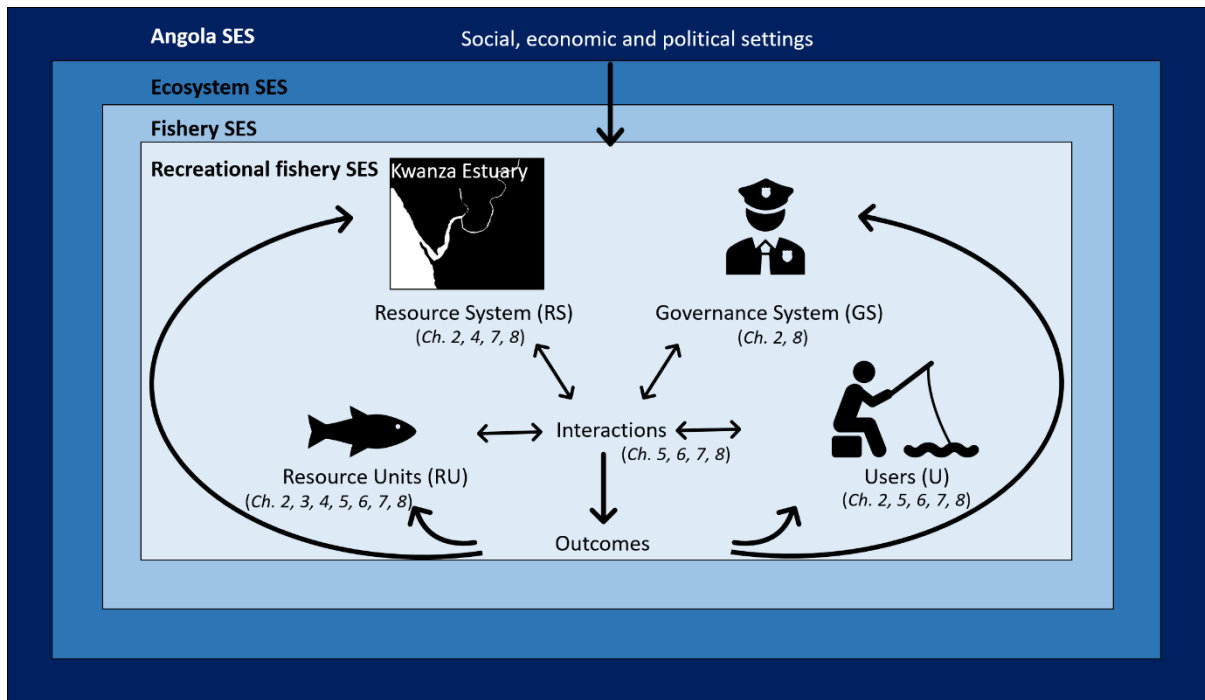 Angola SES
Social, economic and political settings
Ecosystem SES
Fishery SES
Recreational fishery SES
Kwanza Estuary
Resource System (RS)
(Ch. 2, 4, 7, 8)
Governance System (GS)
(Ch. 2, 8)
Interactions
(Ch. 5, 6, 7, 8)
Resource Units (RU)
(Ch. 2, 3, 4, 5, 6, 7, 8)
Users (U)
(Ch. 2, 5, 6, 7, 8)
Outcomes